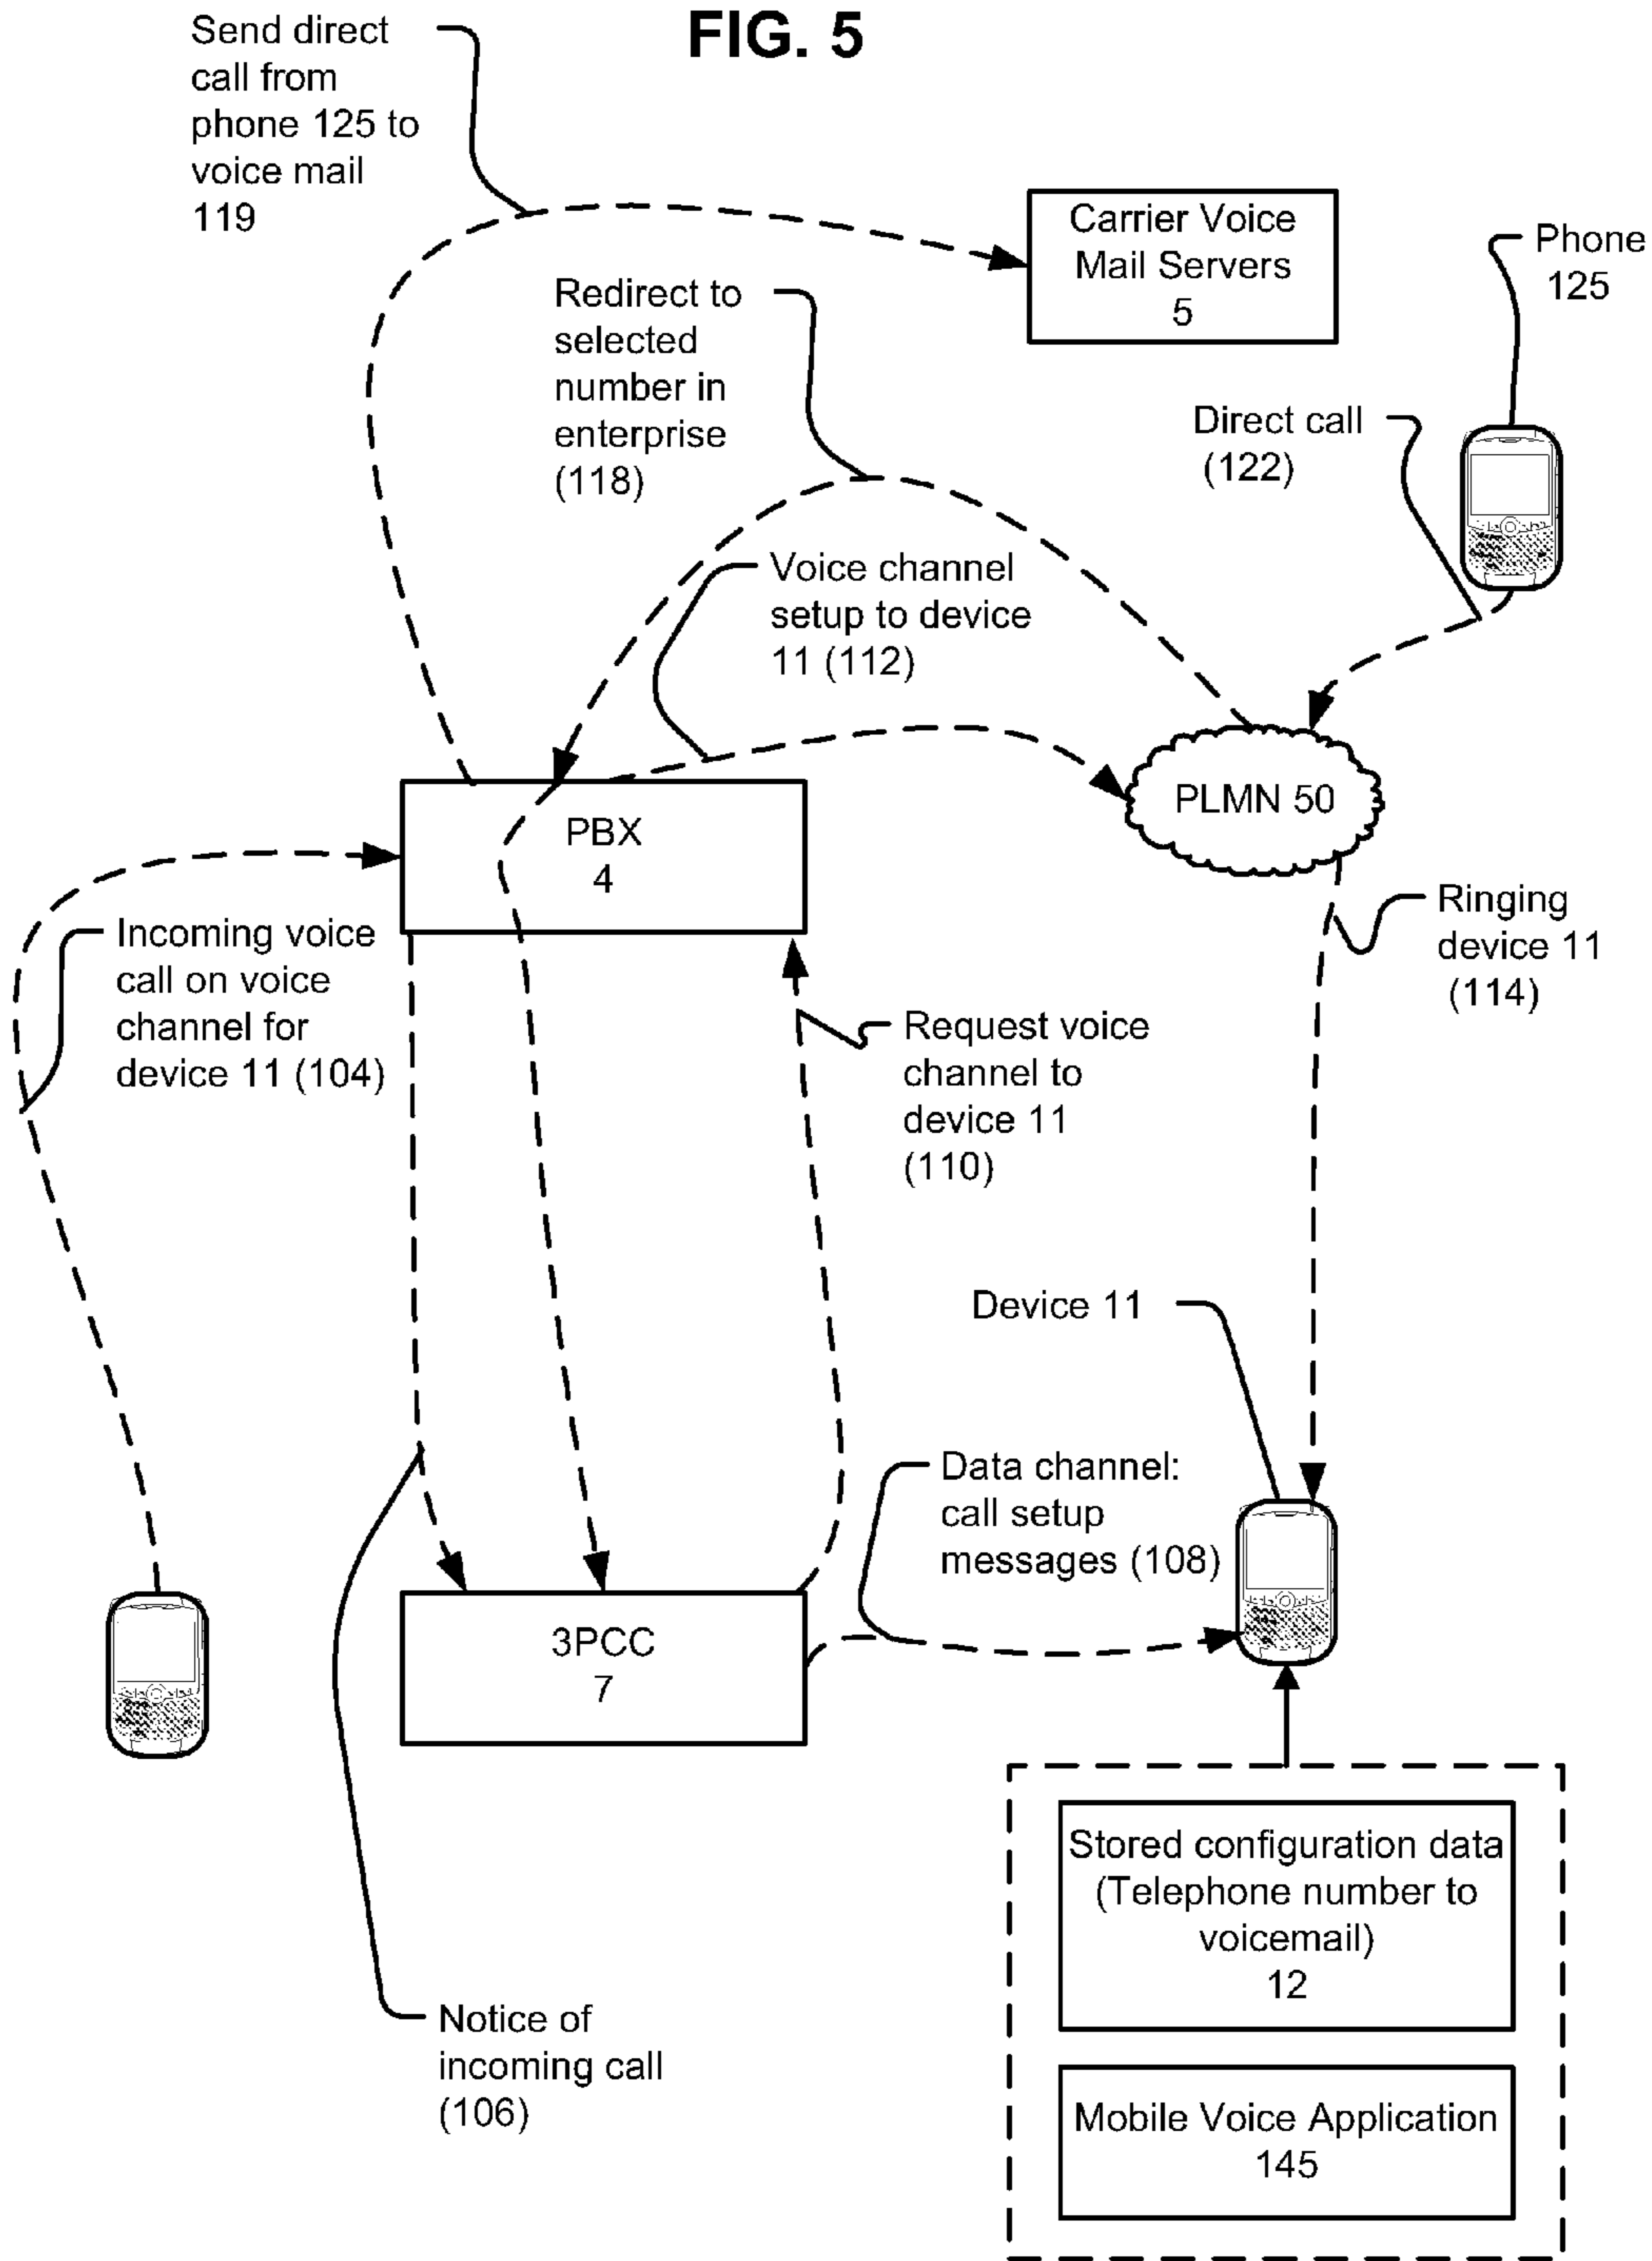 FIG. 5
Send direct
call from
phone 125 to
voice mail
119
Carrier Voice
Mail Servers
5
Phone
125
Redirect to
selected
number in
enterprise
(118)
Direct call
(122)
Voice channel
setup to device
11 (112)
PLMN 50
PBX
4
Incoming voice
call on voice
channel for
device 11 (104)
Ringing
device 11
(114)
Request voice
channel to
device 11
(110)
Device 11
Data channel:
call setup
messages (108)
3PCC
7
Stored configuration data
(Telephone number to
voicemail)
12
Notice of
incoming call
(106)
Mobile Voice Application
145